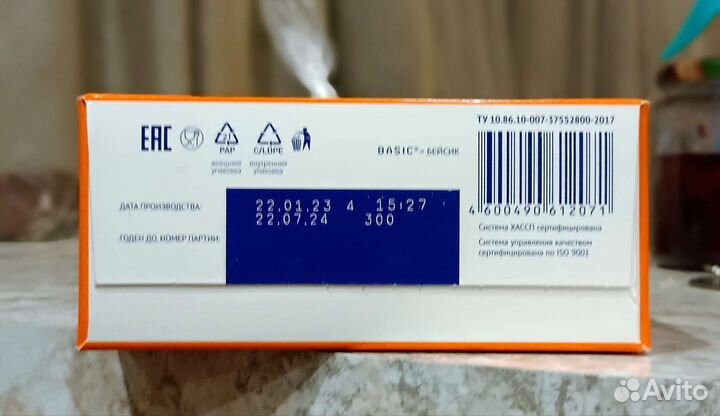 ТУ 10.86.10-007-37552800-2017
EAC
21
PAP
C/LDPE
внешняя
упаковка
внутренняя
упаковка
BASIC® = БЕЙСИК
ДАТА ПРОИЗВОДСТВА:
22.01.23 4 15:27
ГОДЕН ДО, НОМЕР ПАРТИИ:
22.07.24 300
4 600490 612071
Система ХАССП сертифицирована
Система управления качеством
сертифицирована по ISO 9001
Avito